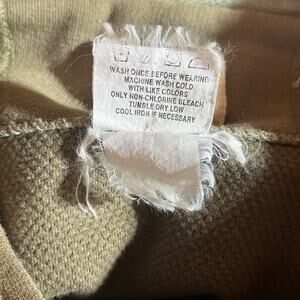 WASH ONCE BEFORE WEARING
MACHINE WASH COLD
WITH LIKE COLORS
ONLY NON-CHLORINE BLEACH
TUMBLE DRY LOW
COOL IRON IF NECESSARY